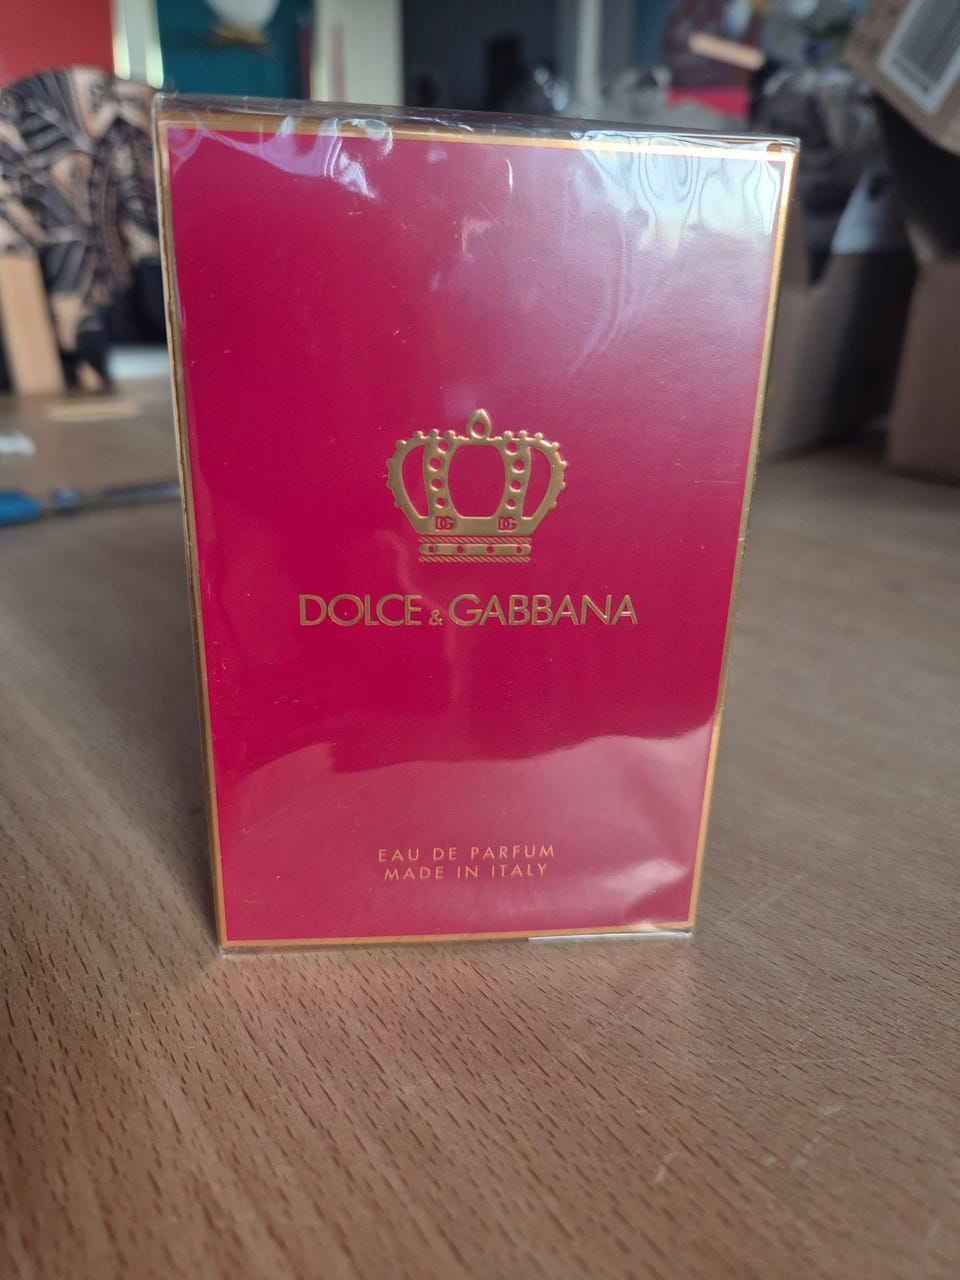 DG DG
DOLCE & GABBANA
EAU DE PARFUM
MADE IN ITALY